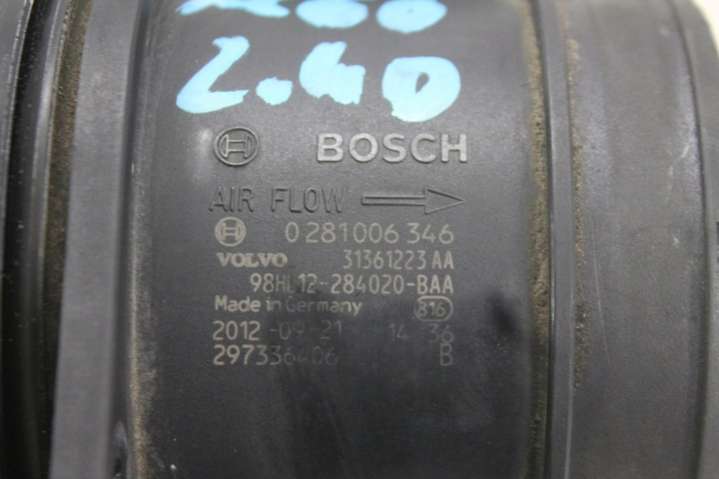 2.4D
BOSCH
AIR FLOW
0 281 006 346
VOLVO 31361223 AA
98HL12-284020-BAA
Made in Germany 816
2012-09-21 14 36
297336406 B